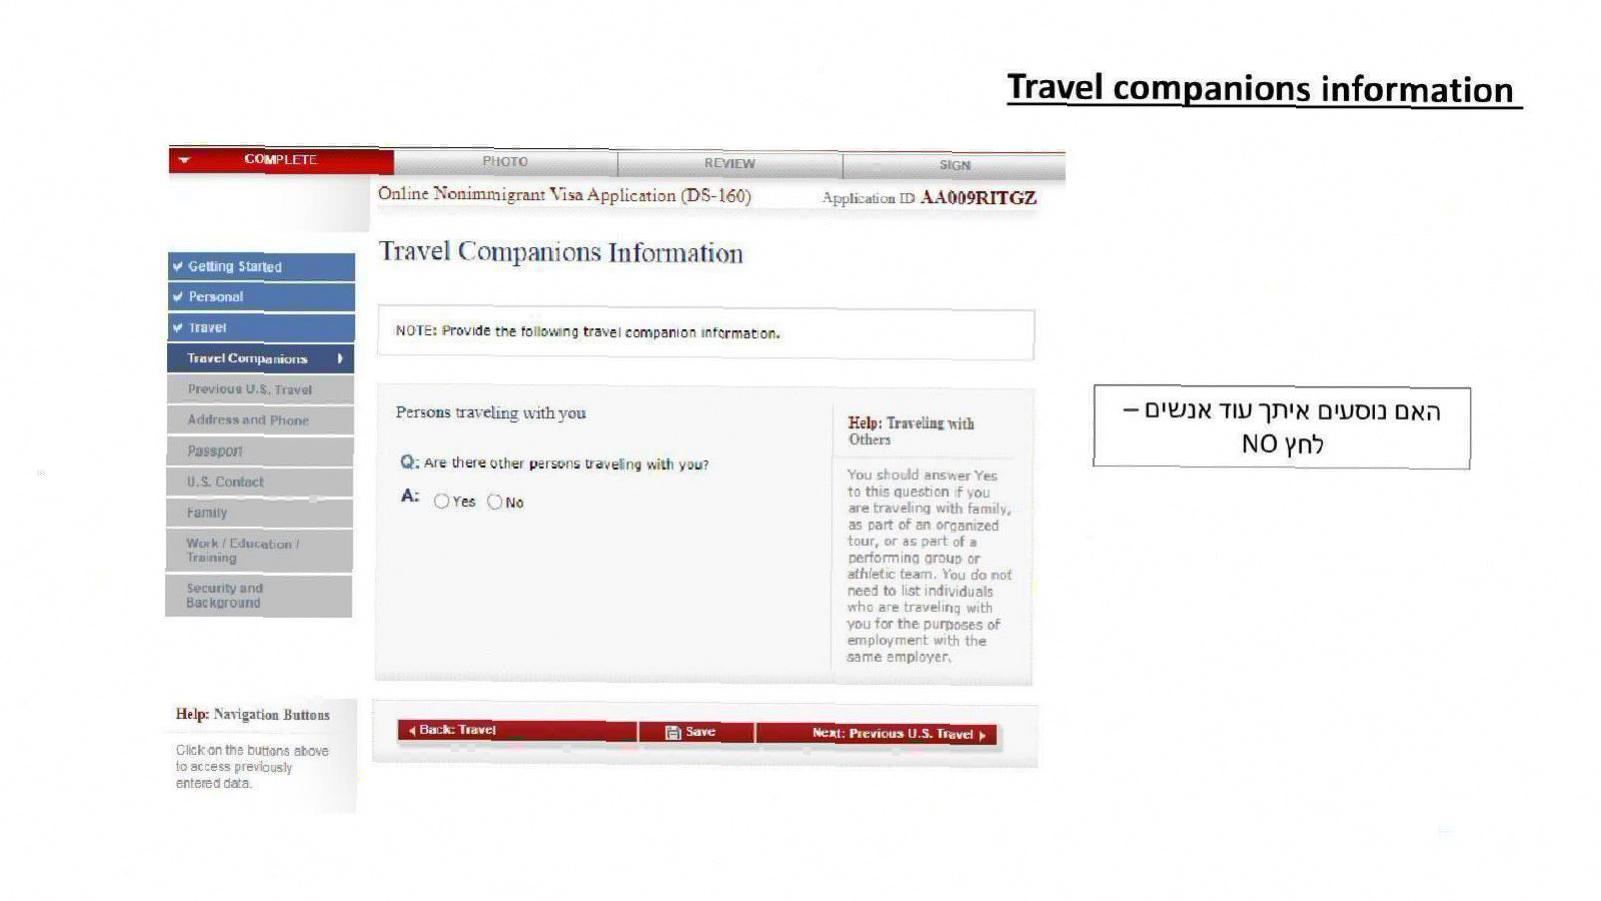 Travel companions information
COMPLETE
PHOTO
REVIEW
SIGN
Online Nonimmigrant Visa Application (DS-160)
Application ID AA009RITGZ
Travel Companions Information
Getting Started
Personal
Travel
Travel Companions
Previous U.S. Travel
Address and Phone
Passport
U.S. Contact
Family
Work / Education /
Training
Security and
Background
NOTE: Provide the following travel companion information.
Persons traveling with you
Q: Are there other persons traveling with you?
A: Yes No
Help: Traveling with
Others
You should answer Yes
to this question if you
are traveling with family,
as part of an organized
tour, or as part of a
performing group or
athletic team. You do not
need to list individuals
who are traveling with
you for the purposes of
employment with the
same employer.
האם נוסעים איתך עוד אנשים –
לחץ NO
Help: Navigation Buttons
Click on the buttons above
to access previously
entered data.
Back: Travel
Save
Next: Previous U.S. Travel